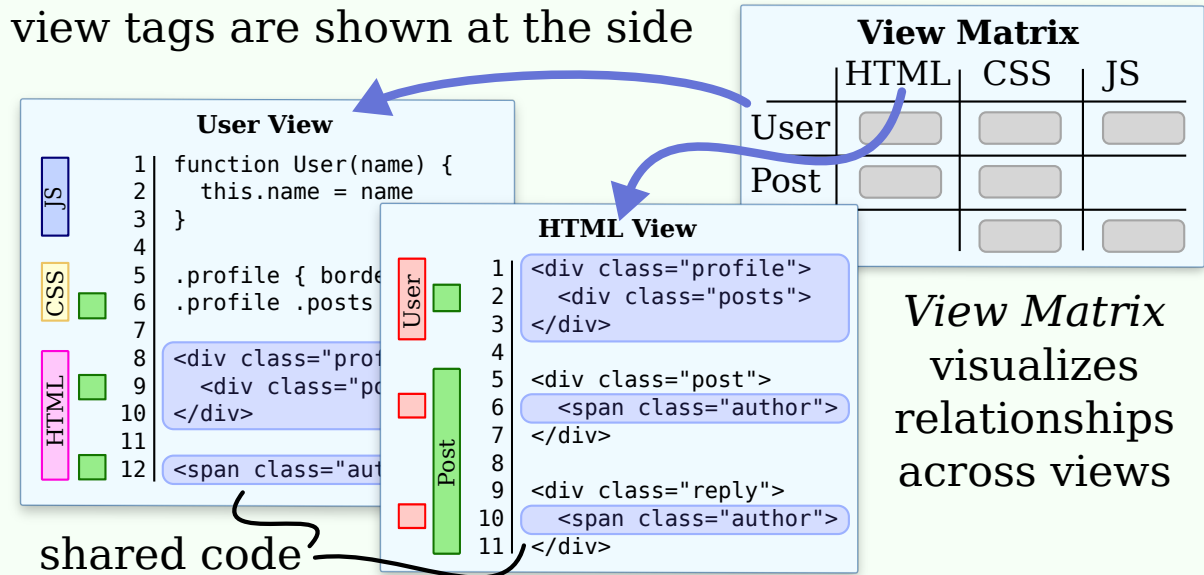 view tags are shown at the side
View Matrix
HTML CSS JS
User
Post
User View
JS
CSS
HTML
1 function User(name) {
2 this.name = name
3 }
4
5 .profile { borde
6 .profile .posts
7
8 <div class="prof
9 <div class="po
10 </div>
11
12 <span class="aut
HTML View
User
Post
1 <div class="profile">
2 <div class="posts">
3 </div>
4
5 <div class="post">
6 <span class="author">
7 </div>
8
9 <div class="reply">
10 <span class="author">
11 </div>
View Matrix
visualizes
relationships
across views
shared code